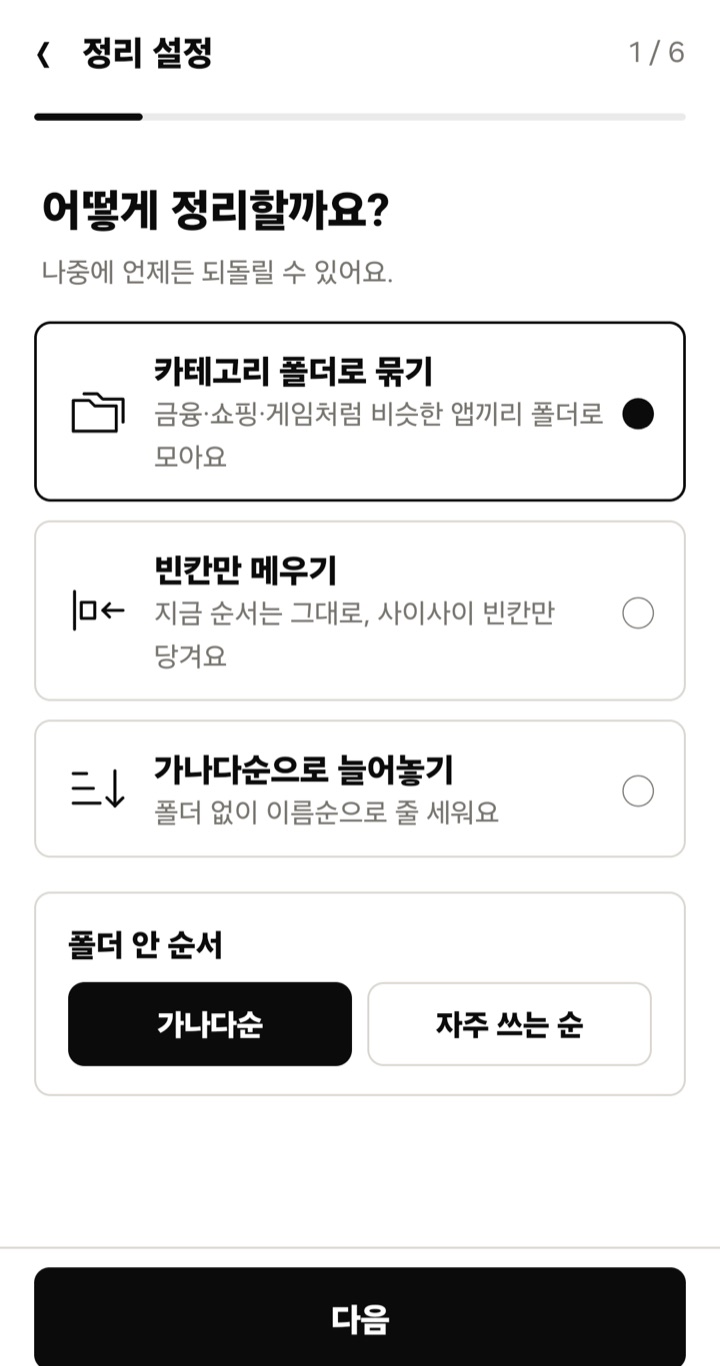 정리 설정
1 / 6
어떻게 정리할까요?
나중에 언제든 되돌릴 수 있어요.
카테고리 폴더로 묶기
금융·쇼핑·게임처럼 비슷한 앱끼리 폴더로
모아요
빈칸만 메우기
지금 순서는 그대로, 사이사이 빈칸만
당겨요
가나다순으로 늘어놓기
폴더 없이 이름순으로 줄 세워요
폴더 안 순서
가나다순
자주 쓰는 순
다음